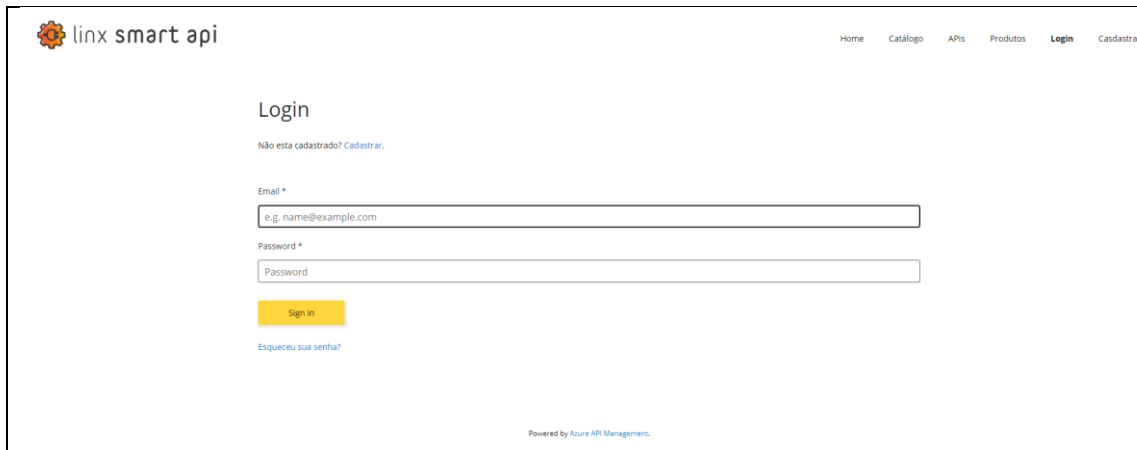 linx smart api
Home Catálogo APIs Produtos Login Casdastra
Login
Não esta cadastrado? Cadastrar.
Email *
e.g. name@example.com
Password *
Password
Sign in
Esqueceu sua senha?
Powered by Azure API Management.